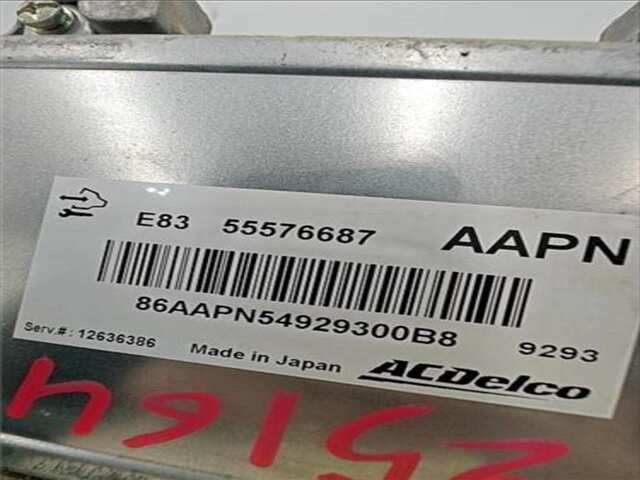 E83 55576687 AAPN
86AAPN54929300B8 9293
Serv.#: 12636386 Made in Japan ACDelco